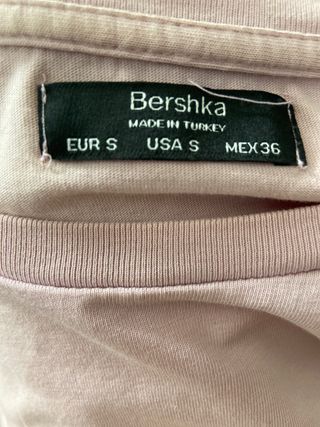 Bershka
MADE IN TURKEY
EUR S USA S MEX 36